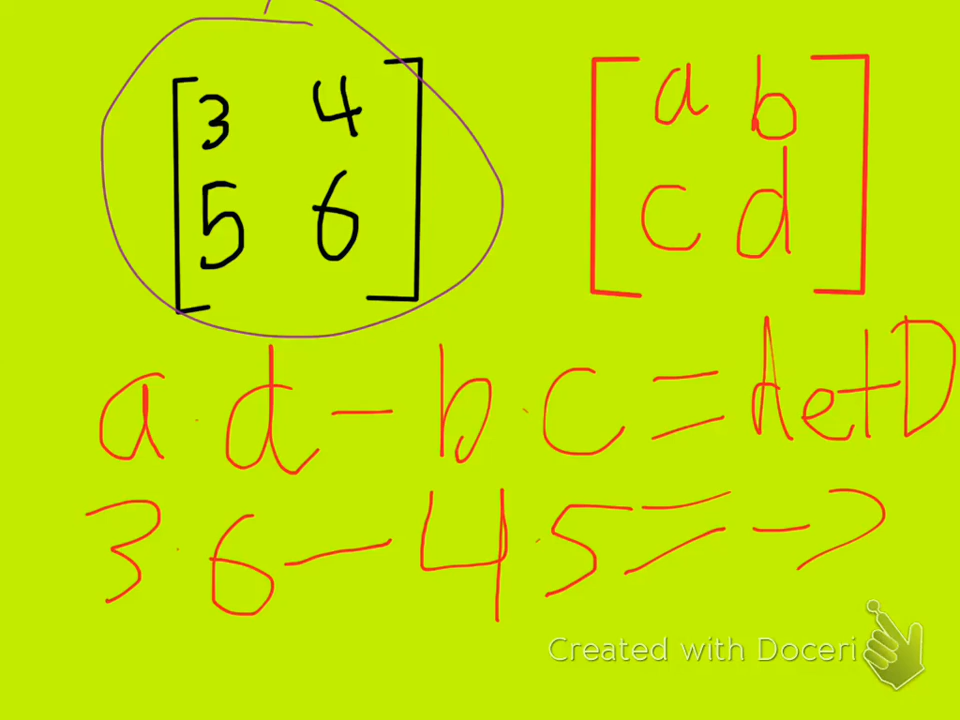 [3 4
5 6]
[a b
c d]
a · d - b · c = detD
3 · 6 - 4 · 5 = -2
Created with Doceri